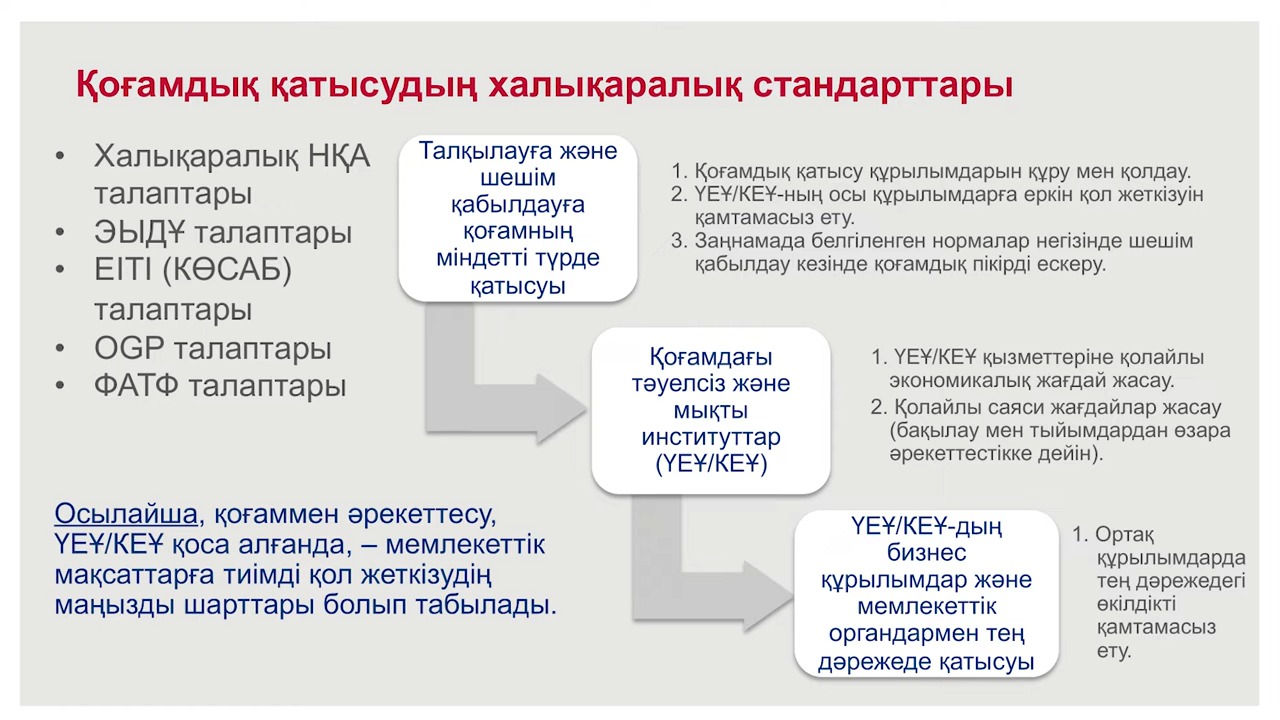 Қоғамдық қатысудың халықаралық стандарттары
• Халықаралық НҚА
талаптары
• ЭЫДҰ талаптары
• EITI (КӨСАБ)
талаптары
• OGP талаптары
• ФАТФ талаптары
Талқылауға және
шешім
қабылдауға
қоғамның
міндетті түрде
қатысуы
1. Қоғамдық қатысу құрылымдарын құру мен қолдау.
2. ҮЕҰ/КЕҰ-ның осы құрылымдарға еркін қол жеткізуін
қамтамасыз ету.
3. Заңнамада белгіленген нормалар негізінде шешім
қабылдау кезінде қоғамдық пікірді ескеру.
Қоғамдағы
тәуелсіз және
мықты
институттар
(ҮЕҰ/КЕҰ)
1. ҮЕҰ/КЕҰ қызметтеріне қолайлы
экономикалық жағдай жасау.
2. Қолайлы саяси жағдайлар жасау
(бақылау мен тыйымдардан өзара
әрекеттестікке дейін).
Осылайша, қоғаммен әрекеттесу,
ҮЕҰ/КЕҰ қоса алғанда, – мемлекеттік
мақсаттарға тиімді қол жеткізудің
маңызды шарттары болып табылады.
ҮЕҰ/КЕҰ-дың
бизнес
құрылымдар және
мемлекеттік
органдармен тең
дәрежеде қатысуы
1. Ортақ
құрылымдарда
тең дәрежедегі
өкілдікті
қамтамасыз
ету.